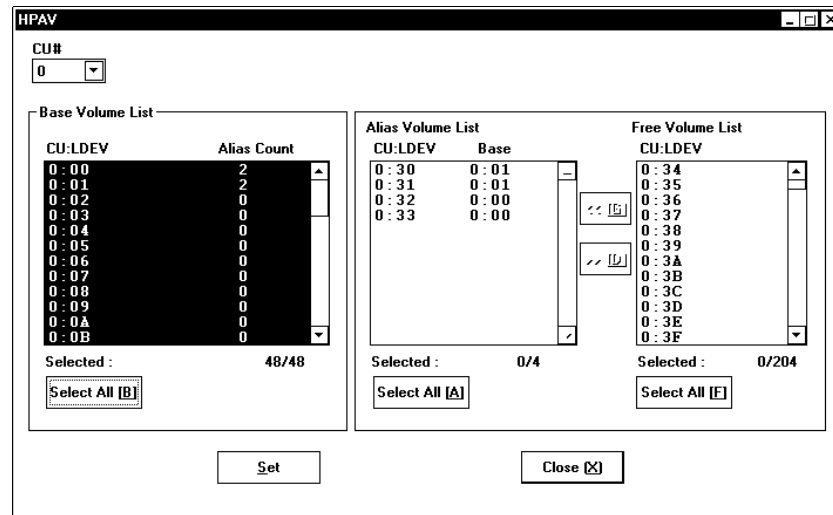 HPAV
CU#
0
Base Volume List
CU:LDEV Alias Count
0:00 2
0:01 2
0:02 0
0:03 0
0:04 0
0:05 0
0:06 0
0:07 0
0:08 0
0:09 0
0:0A 0
0:0B 0
Selected : 48/48
Select All [B]
Alias Volume List
CU:LDEV Base
0:30 0:01
0:31 0:01
0:32 0:00
0:33 0:00
Selected : 0/4
Select All [A]
<< [G]
>> [D]
Free Volume List
CU:LDEV
0:34
0:35
0:36
0:37
0:38
0:39
0:3A
0:3B
0:3C
0:3D
0:3E
0:3F
Selected : 0/204
Select All [F]
Set
Close [X]